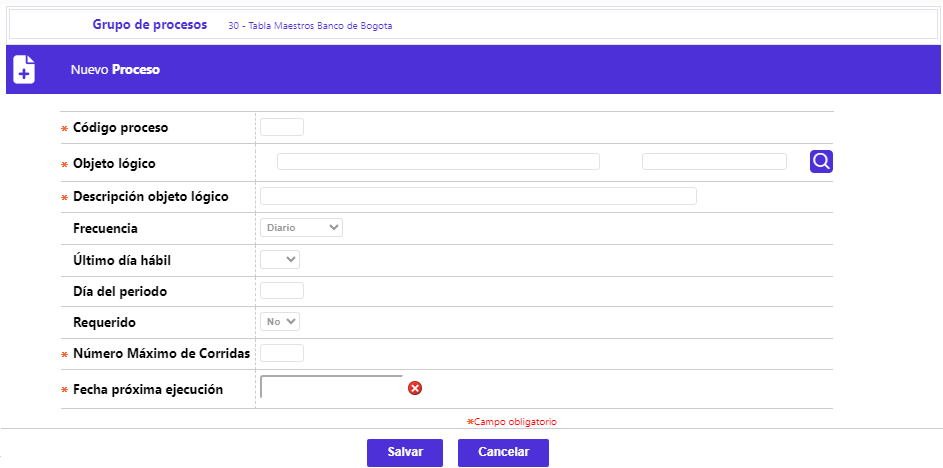 Grupo de procesos 30 - Tabla Maestros Banco de Bogota
Nuevo Proceso
* Código proceso
* Objeto lógico
* Descripción objeto lógico
Frecuencia Diario
Último día hábil
Día del periodo
Requerido No
* Número Máximo de Corridas
* Fecha próxima ejecución
*Campo obligatorio
Salvar Cancelar